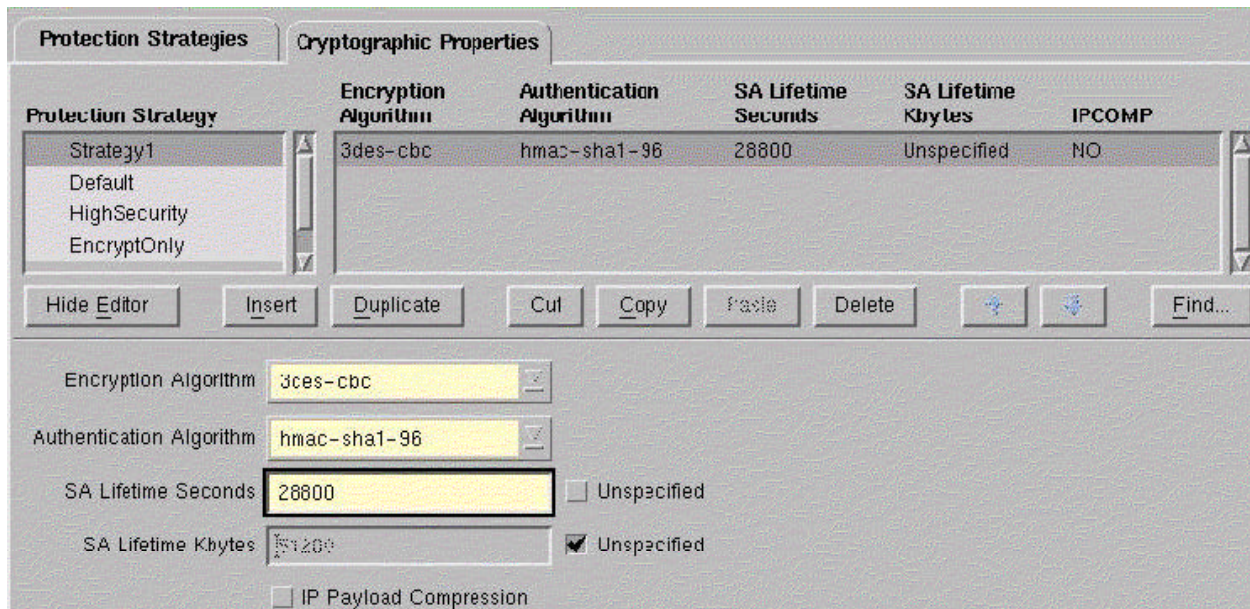 Protection Strategies Cryptographic Properties
Encryption Authentication SA Lifetime SA Lifetime
Protection Strategy Algorithm Algorithm Seconds Kbytes IPCOMP
Strategy1 3des-cbc hmac-sha1-96 28800 Unspecified NO
Default
HighSecurity
EncryptOnly
Hide Editor Insert Duplicate Cut Copy Paste Delete Find...
Encryption Algorithm 3des-cbc
Authentication Algorithm hmac-sha1-96
SA Lifetime Seconds 28800 Unspecified
SA Lifetime Kbytes Unspecified
IP Payload Compression